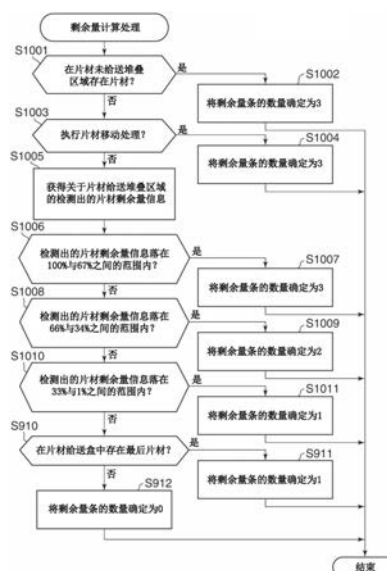 剩余量计算处理
S1001
在片材未给送堆叠
区域存在片材?
是
S1002
将剩余量条的数量确定为3
否
S1003
执行片材移动处理?
是
S1004
将剩余量条的数量确定为3
否
S1005
获得关于片材给送堆叠区域
的检测出的片材剩余量信息
S1006
检测出的片材剩余量信息落在
100%与67%之间的范围内?
是
S1007
将剩余量条的数量确定为3
否
S1008
检测出的片材剩余量信息落在
66%与34%之间的范围内?
是
S1009
将剩余量条的数量确定为2
否
S1010
检测出的片材剩余量信息落在
33%与1%之间的范围内?
是
S1011
将剩余量条的数量确定为1
否
S910
在片材给送盒中存在最后片材?
是
S911
将剩余量条的数量确定为1
否
S912
将剩余量条的数量确定为0
结束